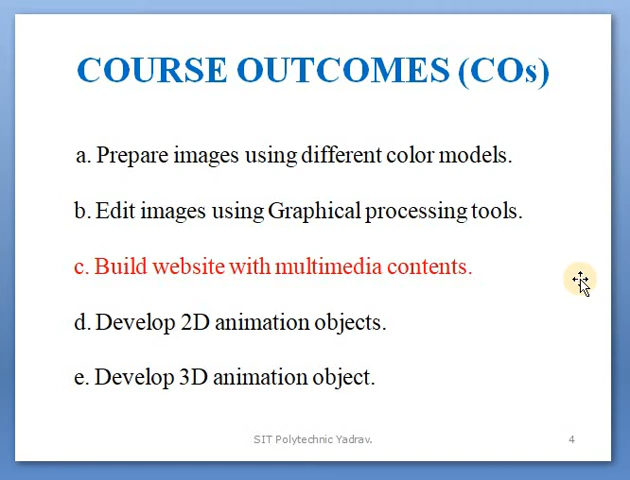 COURSE OUTCOMES (COs)
a. Prepare images using different color models.
b. Edit images using Graphical processing tools.
c. Build website with multimedia contents.
d. Develop 2D animation objects.
e. Develop 3D animation object.
SIT Polytechnic Yadrav.
4